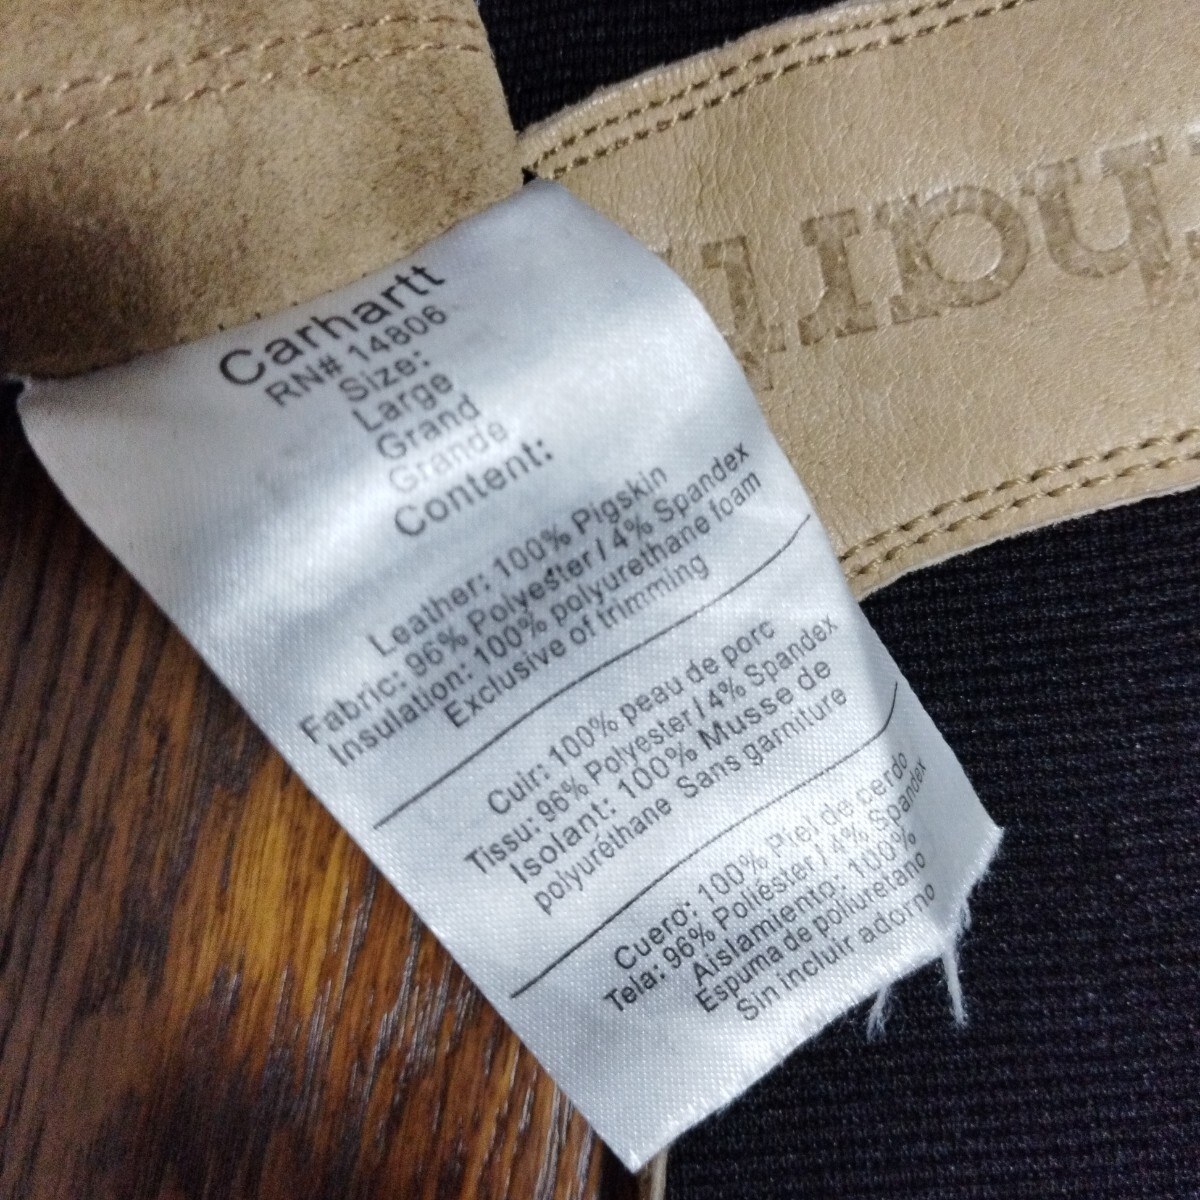 Carhartt
RN# 14806
Size:
Large
Grand
Grande
Content:
Leather: 100% Pigskin
Fabric: 96% Polyester / 4% Spandex
Insulation: 100% polyurethane foam
Exclusive of trimming
Cuir: 100% peau de porc
Tissu: 96% Polyester / 4% Spandex
Isolant: 100% Musse de
polyuréthane Sans garniture
Cuero: 100% Piel de cerdo
Tela: 96% Poliéster / 4% Spandex
Aislamiento: 100%
Espuma de poliuretano
Sin incluir adorno
hartt